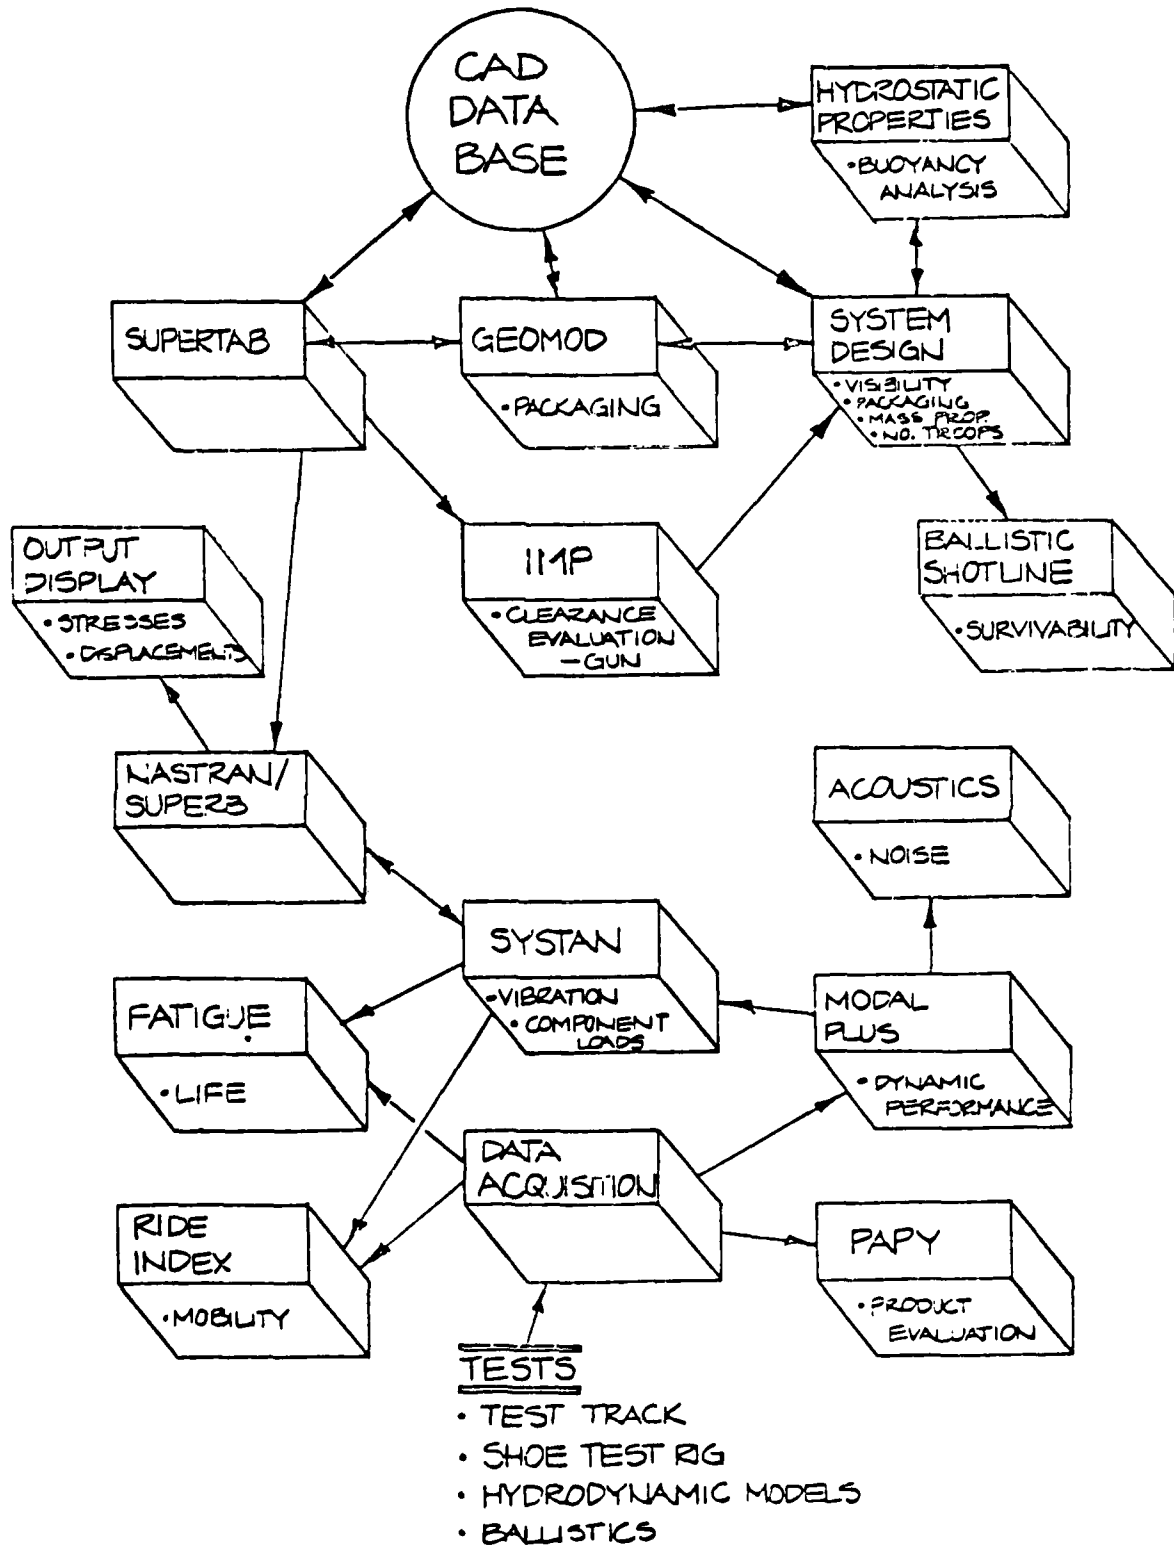 CAD
DATA
BASE
HYDROSTATIC
PROPERTIES
• BUOYANCY
ANALYSIS
SUPERTAB
GEOMOD
• PACKAGING
SYSTEM
DESIGN
• VISIBILITY
• PACKAGING
• MASS PROP.
• NO. TROOPS
OUTPUT
DISPLAY
• STRESSES
• DISPLACEMENTS
IMP
• CLEARANCE
EVALUATION
- GUN
BALLISTIC
SHOTLINE
• SURVIVABILITY
NASTRAN/
SUPERB
ACOUSTICS
• NOISE
SYSTAN
• VIBRATION
• COMPONENT
LOADS
FATIGUE
• LIFE
MODAL
PLUS
• DYNAMIC
PERFORMANCE
DATA
ACQUISITION
RIDE
INDEX
• MOBILITY
PAPY
• PRODUCT
EVALUATION
TESTS
• TEST TRACK
• SHOE TEST RIG
• HYDRODYNAMIC MODELS
• BALLISTICS